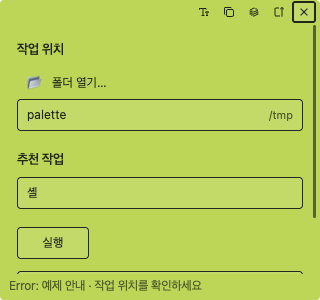 작업 위치
폴더 열기...
palette /tmp
추천 작업
셸
실행
Error: 예제 안내 · 작업 위치를 확인하세요